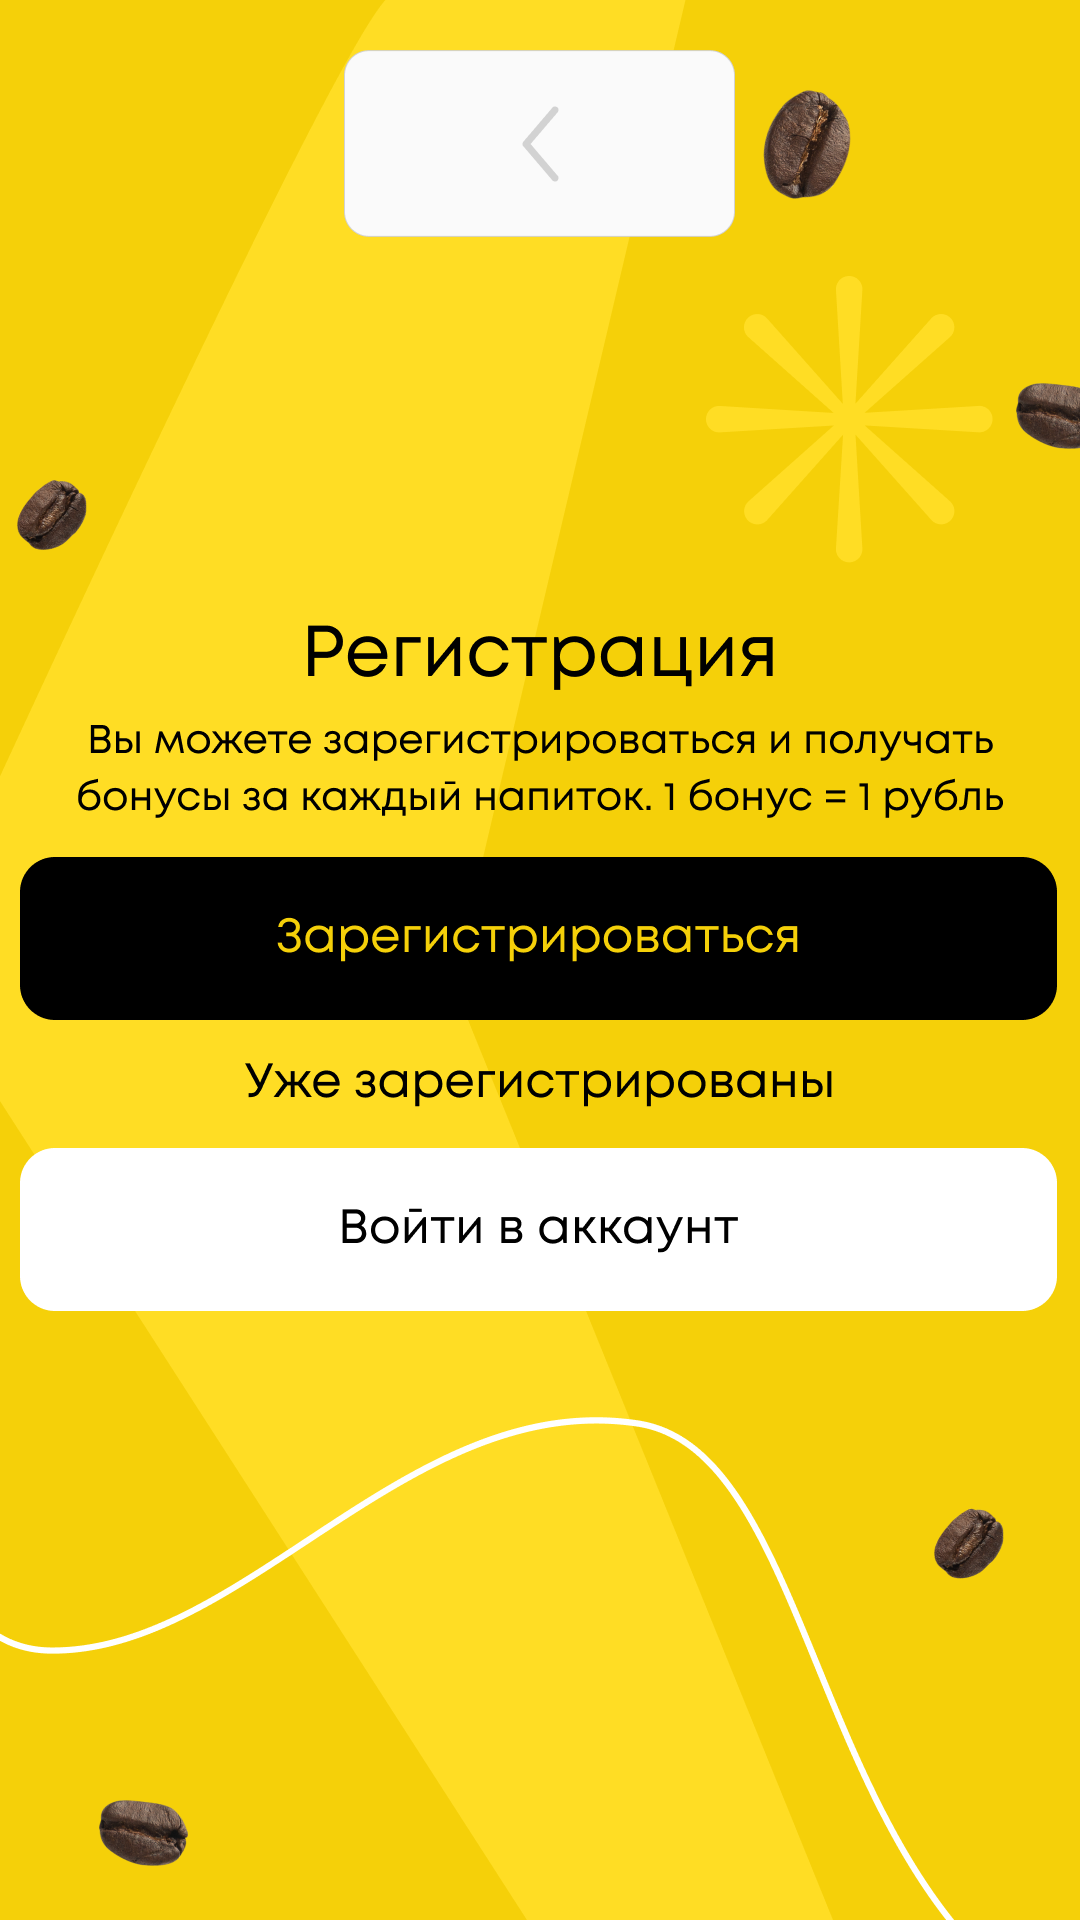 Регистрация
Вы можете зарегистрироваться и получать
бонусы за каждый напиток. 1 бонус = 1 рубль
Зарегистрироваться
Уже зарегистрированы
Войти в аккаунт